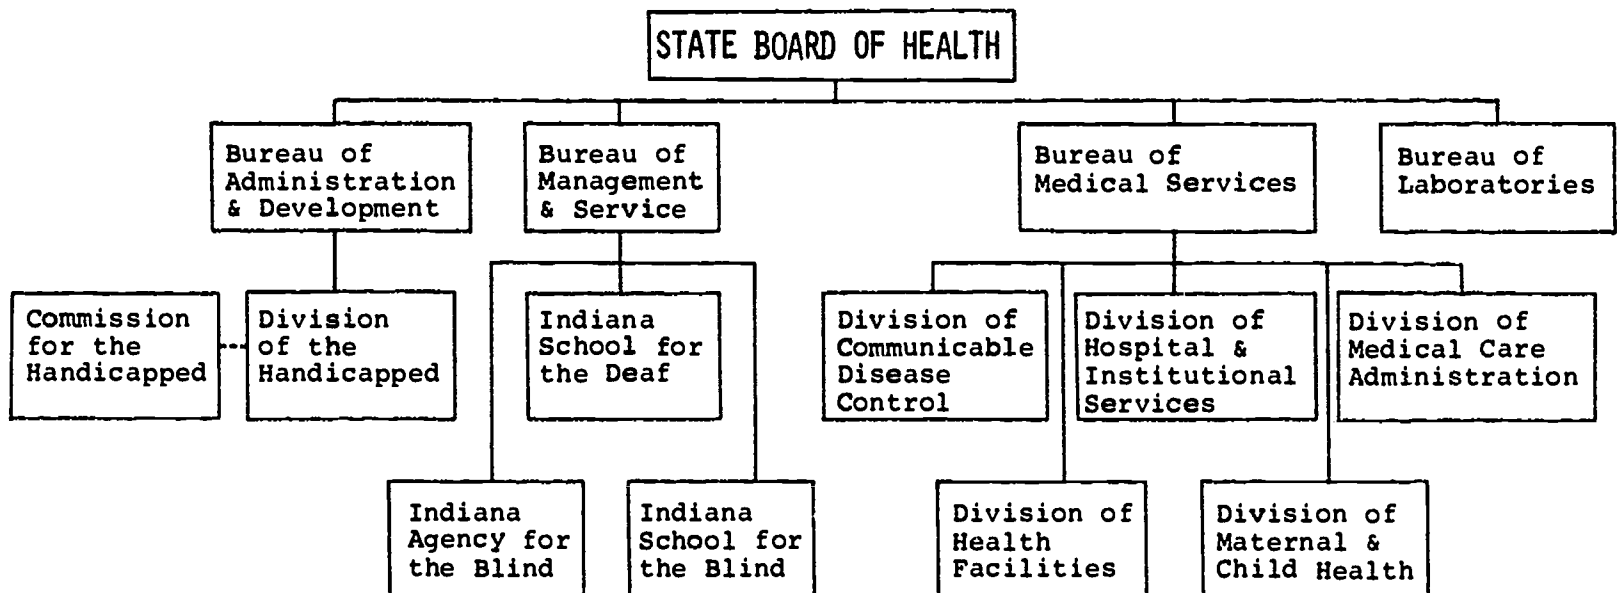 STATE BOARD OF HEALTH
Bureau of
Administration
& Development
Bureau of
Management
& Service
Bureau of
Medical Services
Bureau of
Laboratories
Commission
for the
Handicapped
Division
of the
Handicapped
Indiana
School for
the Deaf
Division of
Communicable
Disease
Control
Division of
Hospital &
Institutional
Services
Division of
Medical Care
Administration
Indiana
Agency for
the Blind
Indiana
School for
the Blind
Division of
Health
Facilities
Division of
Maternal &
Child Health